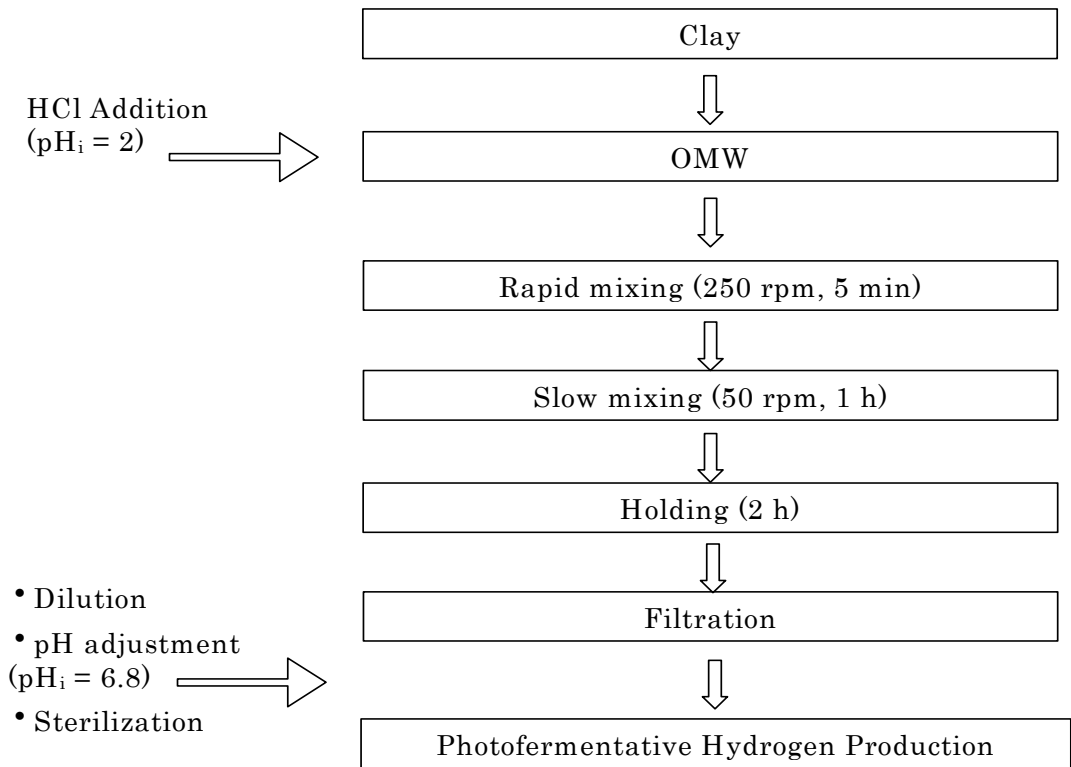 Clay
HCl Addition
(pHᵢ = 2)
OMW
Rapid mixing (250 rpm, 5 min)
Slow mixing (50 rpm, 1 h)
Holding (2 h)
Filtration
• Dilution
• pH adjustment
(pHᵢ = 6.8)
• Sterilization
Photofermentative Hydrogen Production